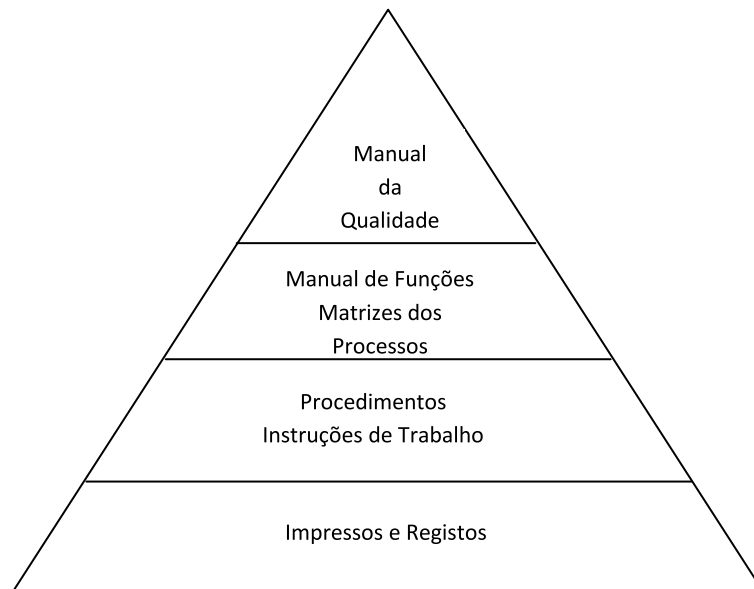 Manual
da
Qualidade
Manual de Funções
Matrizes dos
Processos
Procedimentos
Instruções de Trabalho
Impressos e Registos